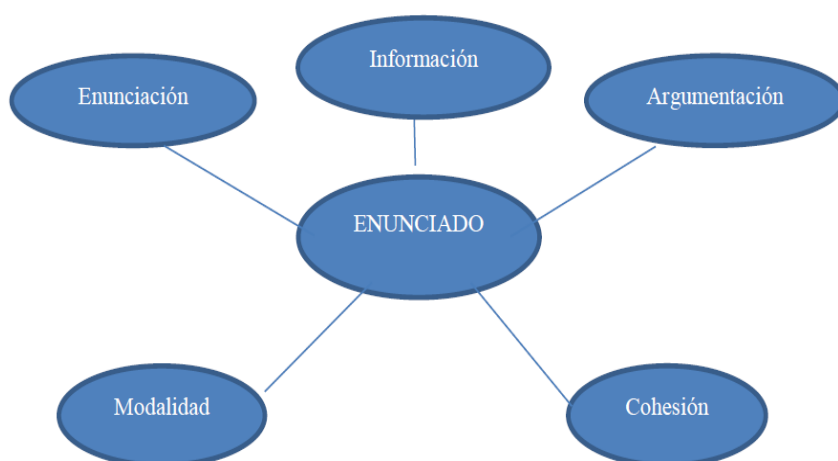 Información
Enunciación
Argumentación
ENUNCIADO
Modalidad
Cohesión